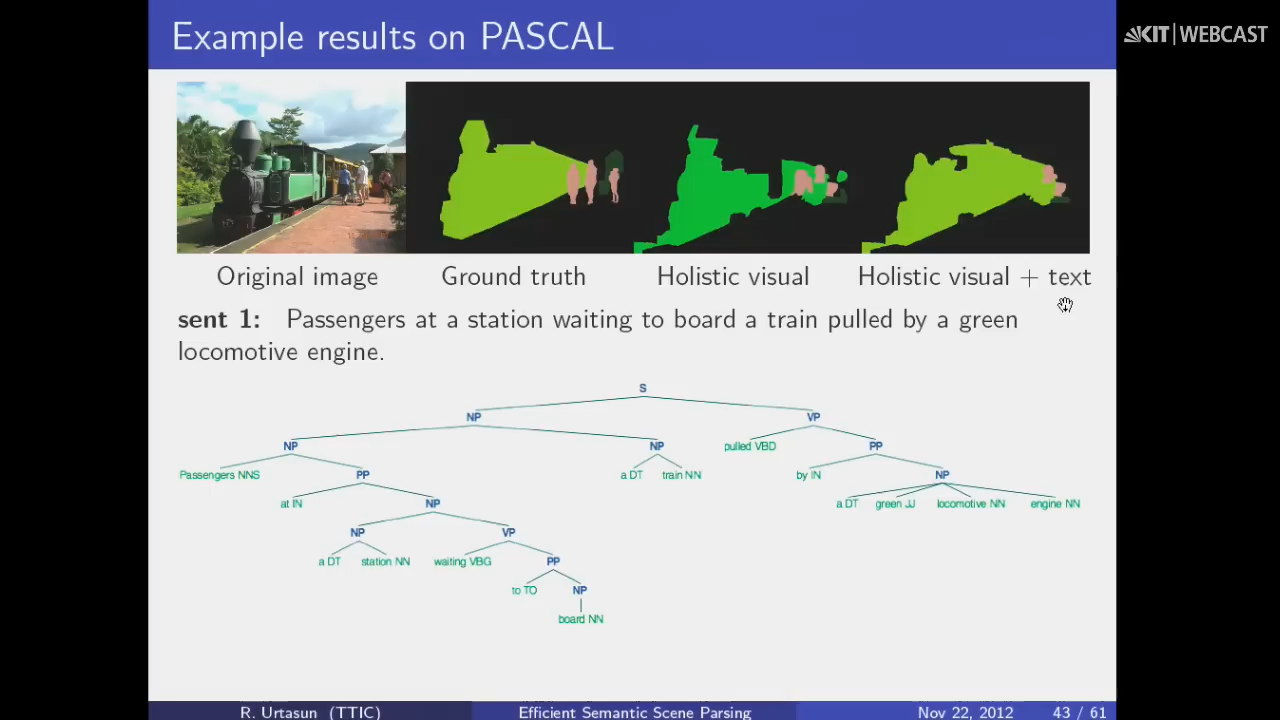 Example results on PASCAL
KIT | WEBCAST
Original image Ground truth Holistic visual Holistic visual + text
sent 1: Passengers at a station waiting to board a train pulled by a green
locomotive engine.
S
NP VP
NP NP pulled VBD PP
Passengers NNS PP a DT train NN by IN NP
at IN NP a DT green JJ locomotive NN engine NN
NP VP
a DT station NN waiting VBG PP
to TO NP
board NN
R. Urtasun (TTIC) Efficient Semantic Scene Parsing Nov 22, 2012 43 / 61